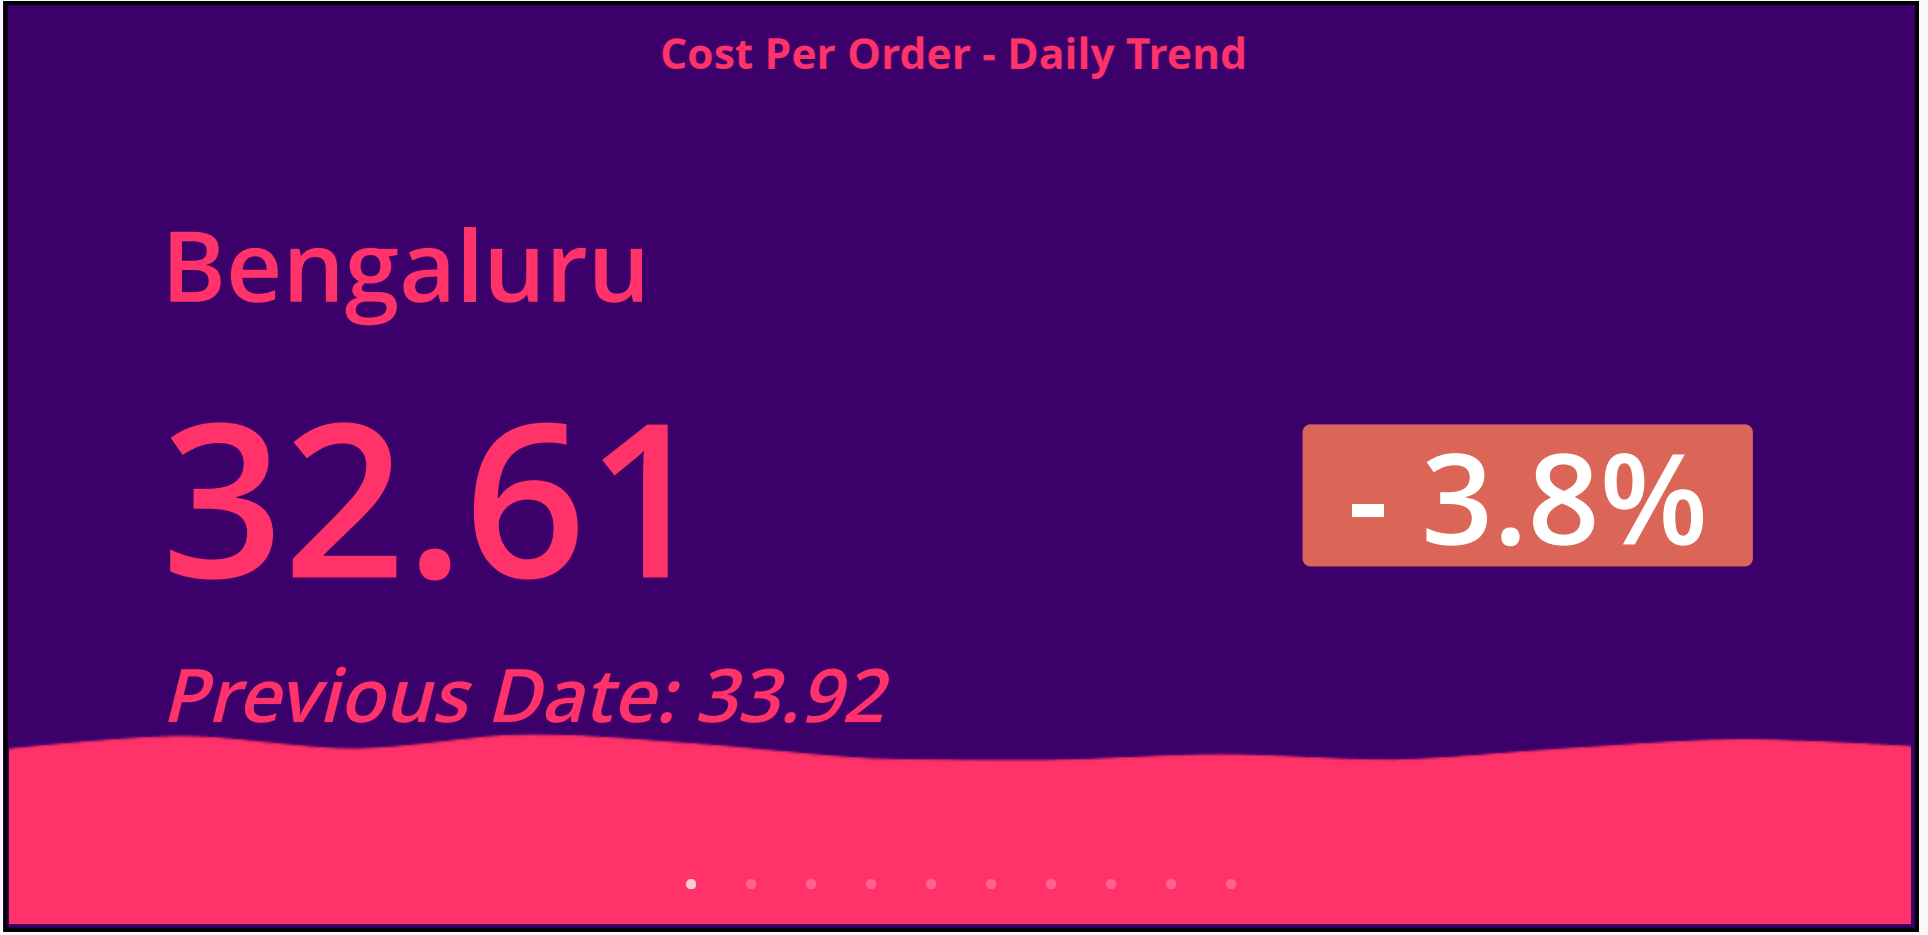 Cost Per Order - Daily Trend
Bengaluru
32.61
- 3.8%
Previous Date: 33.92